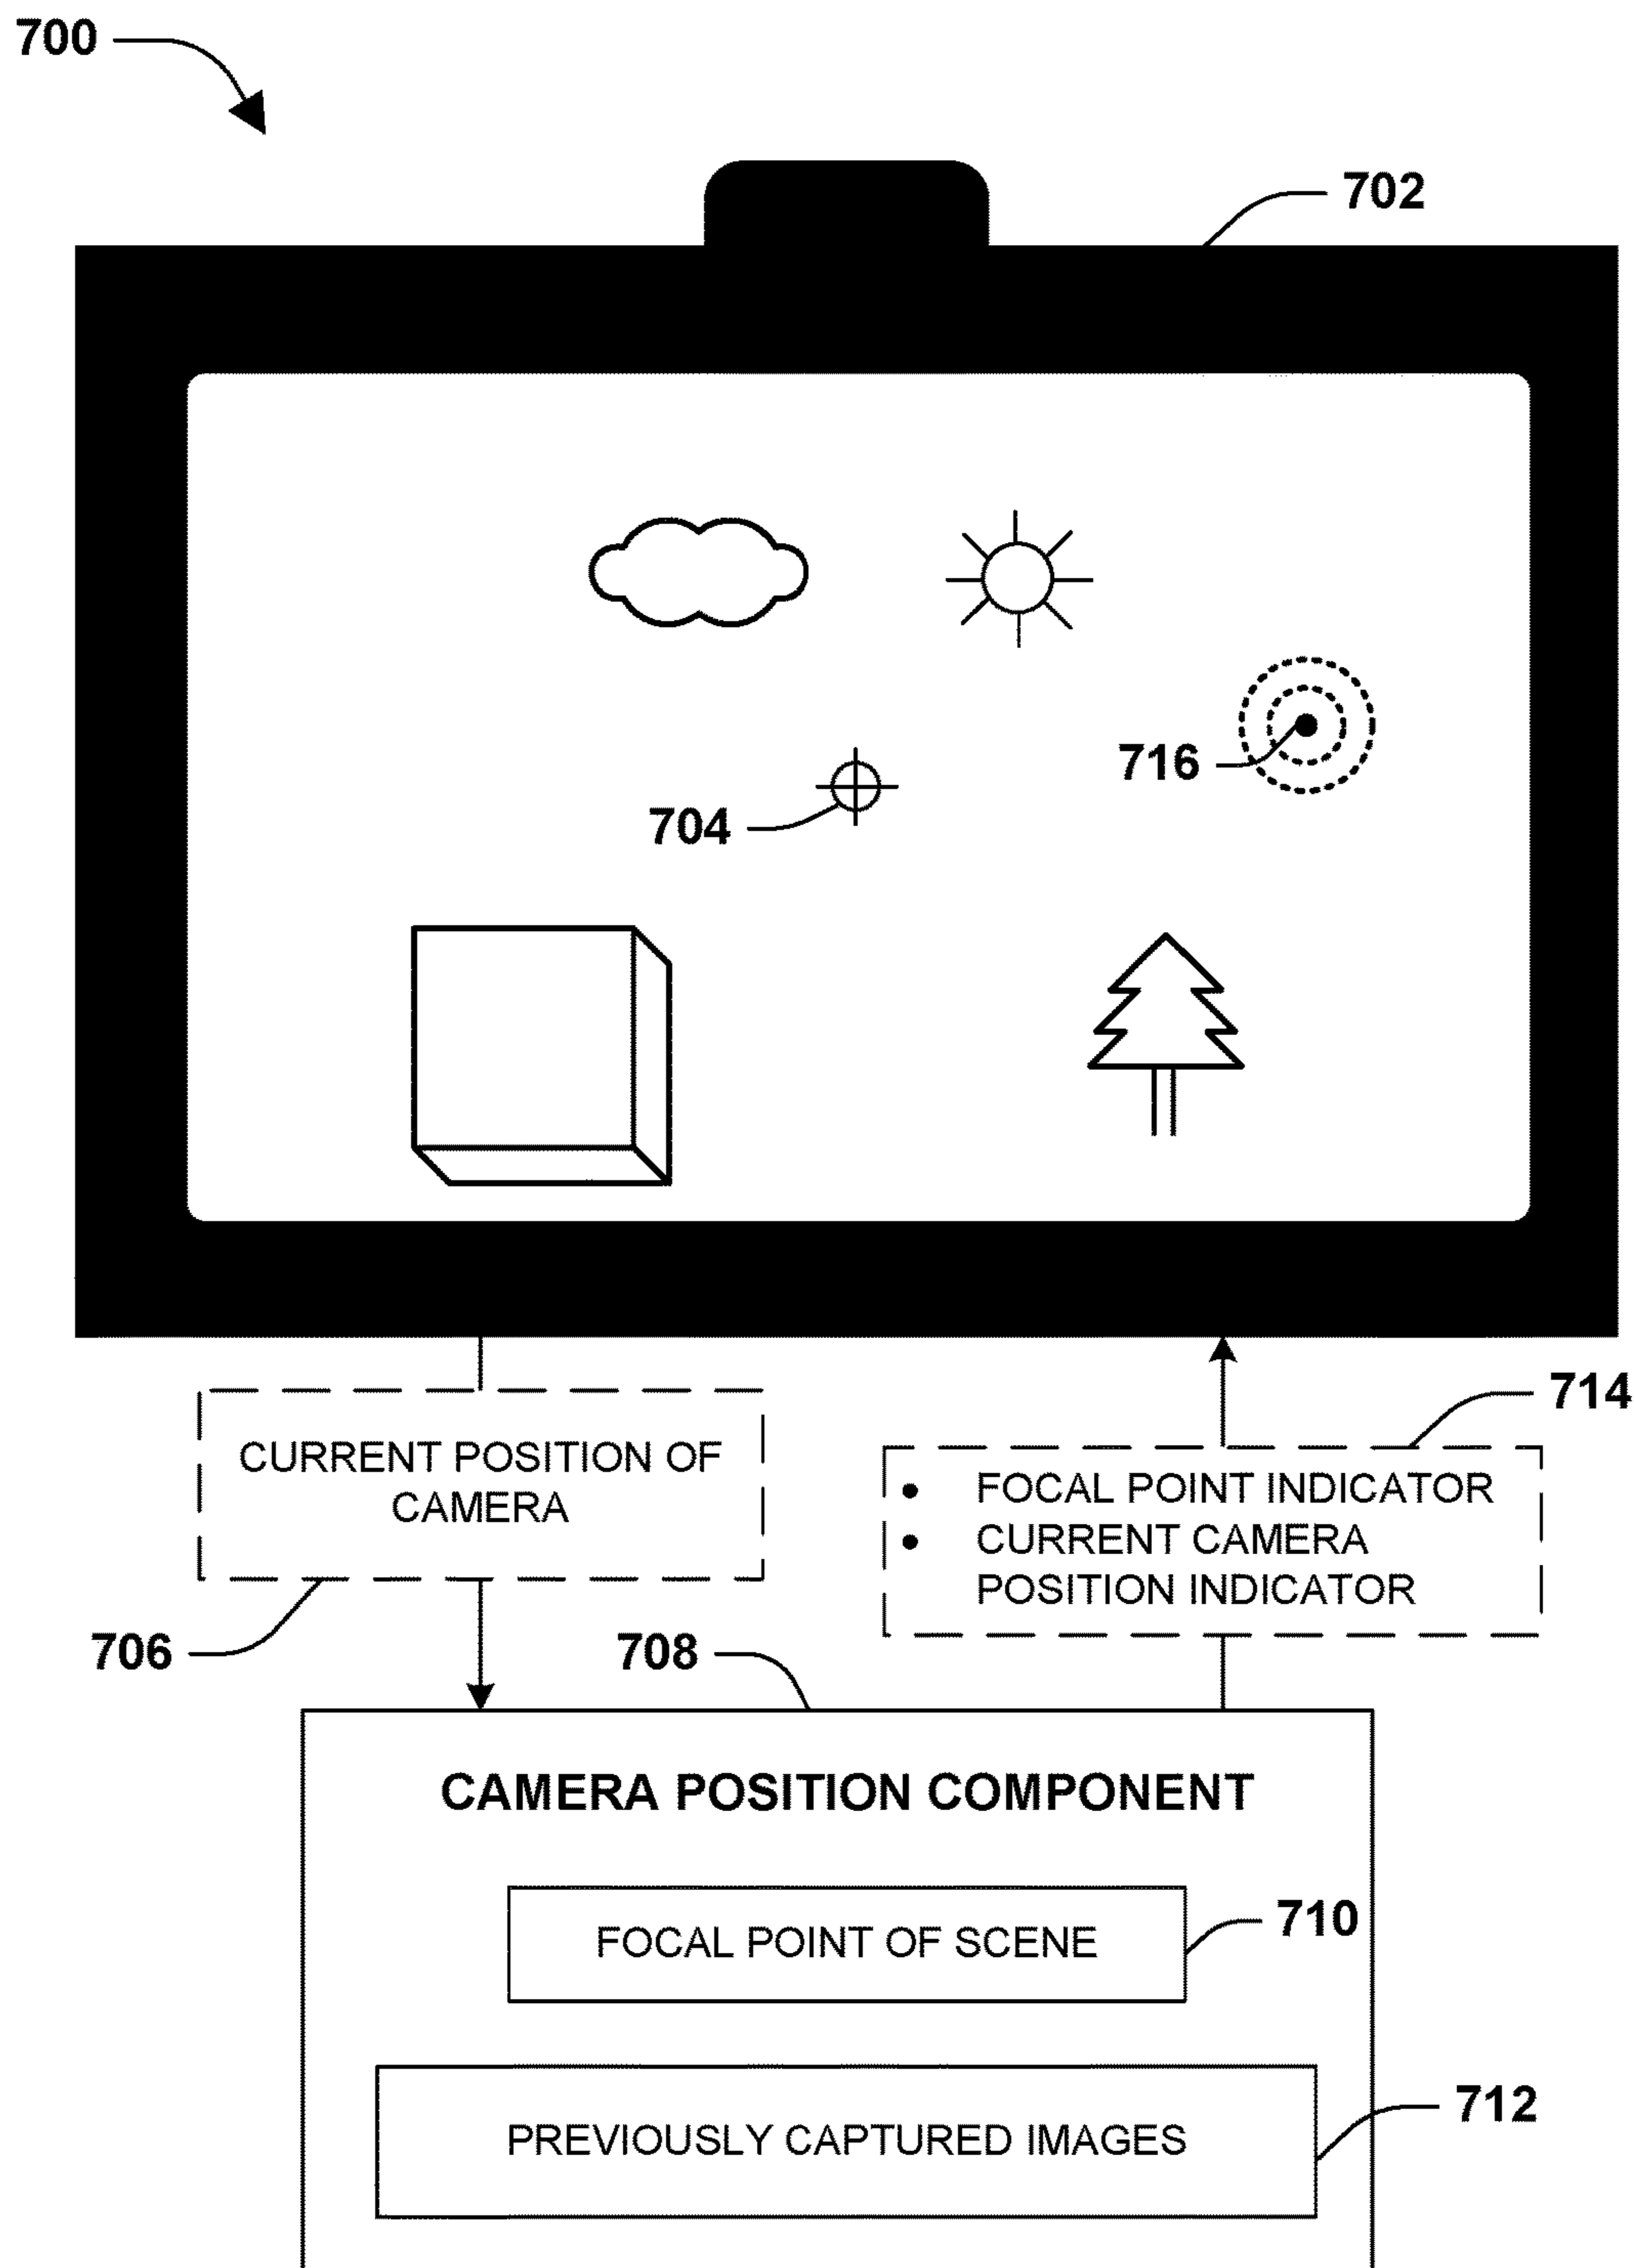 700
702
716
704
CURRENT POSITION OF
CAMERA
714
• FOCAL POINT INDICATOR
• CURRENT CAMERA
POSITION INDICATOR
706
708
CAMERA POSITION COMPONENT
FOCAL POINT OF SCENE
710
PREVIOUSLY CAPTURED IMAGES
712